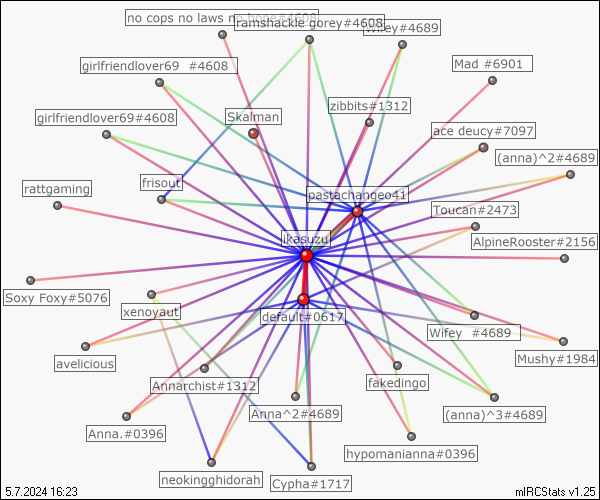 no cops no laws no hope#4608
ramshackle gorey#4608
Wifey#4689
girlfriendlover69 #4608
Mad #6901
zibbits#1312
girlfriendlover69#4608
Skalman
ace deucy#7097
(anna)^2#4689
rattgaming
frisout
pastachangeo41
Toucan#2473
ikasuzu
AlpineRooster#2156
Soxy Foxy#5076
xenoyaut
default#0617
Wifey #4689
avelicious
Mushy#1984
Annarchist#1312
fakedingo
Anna^2#4689
(anna)^3#4689
Anna.#0396
hypomanianna#0396
neokingghidorah
Cypha#1717
5.7.2024 16:23
mIRCStats v1.25